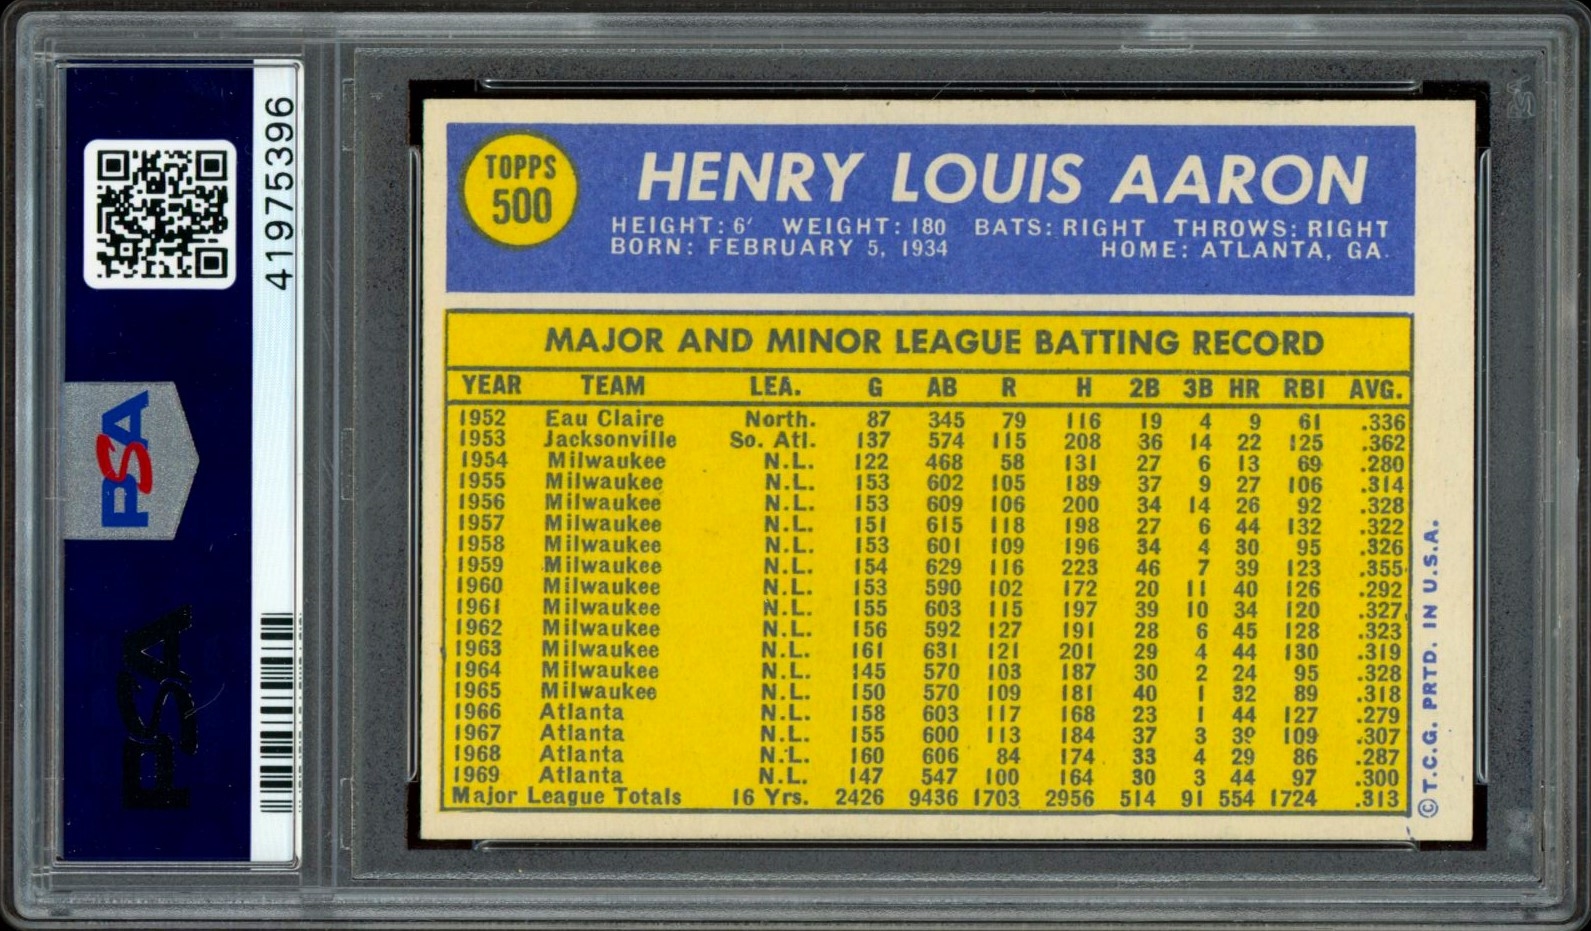 41975396
PSA
PSA
TOPPS
500
HENRY LOUIS AARON
HEIGHT: 6' WEIGHT: 180 BATS: RIGHT THROWS: RIGHT
BORN: FEBRUARY 5, 1934 HOME: ATLANTA, GA.
MAJOR AND MINOR LEAGUE BATTING RECORD
YEAR TEAM LEA. G AB R H 2B 3B HR RBI AVG.
1952 Eau Claire North. 87 345 79 116 19 4 9 61 .336
1953 Jacksonville So. Atl. 137 574 115 208 36 14 22 125 .362
1954 Milwaukee N.L. 122 468 58 131 27 6 13 69 .280
1955 Milwaukee N.L. 153 602 105 189 37 9 27 106 .314
1956 Milwaukee N.L. 153 609 106 200 34 14 26 92 .328
1957 Milwaukee N.L. 151 615 118 198 27 6 44 132 .322
1958 Milwaukee N.L. 153 601 109 196 34 4 30 95 .326
1959 Milwaukee N.L. 154 629 116 223 46 7 39 123 .355
1960 Milwaukee N.L. 153 590 102 172 20 11 40 126 .292
1961 Milwaukee N.L. 155 603 115 197 39 10 34 120 .327
1962 Milwaukee N.L. 156 592 127 191 28 6 45 128 .323
1963 Milwaukee N.L. 161 631 121 201 29 4 44 130 .319
1964 Milwaukee N.L. 145 570 103 187 30 2 24 95 .328
1965 Milwaukee N.L. 150 570 109 181 40 1 32 89 .318
1966 Atlanta N.L. 158 603 117 168 23 1 44 127 .279
1967 Atlanta N.L. 155 600 113 184 37 3 39 109 .307
1968 Atlanta N.L. 160 606 84 174 33 4 29 86 .287
1969 Atlanta N.L. 147 547 100 164 30 3 44 97 .300
Major League Totals 16 Yrs. 2426 9436 1703 2956 514 91 554 1724 .313
©T.C.G. PRTD. IN U.S.A.